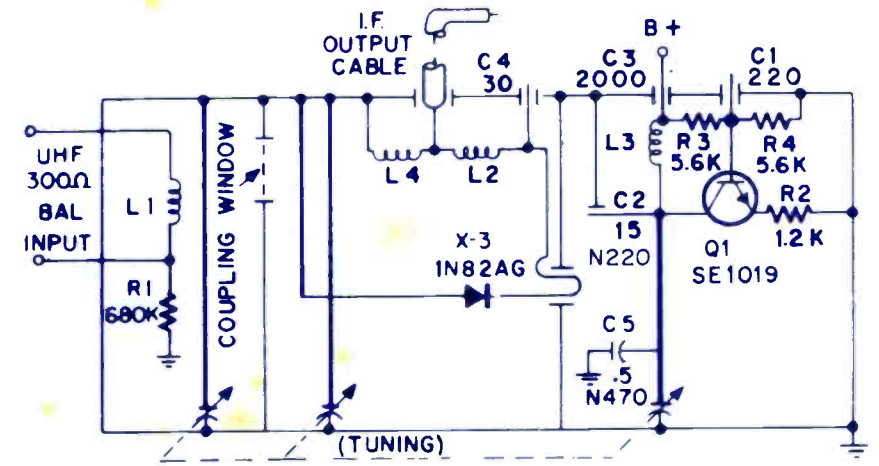 I.F.
OUTPUT
CABLE
C4
30
B+
C3
2000
C1
220
UHF
300Ω
BAL
INPUT
L1
COUPLING WINDOW
L4
L2
L3
R3
5.6K
R4
5.6K
R2
1.2K
C2
15
N220
Q1
SE1019
X-3
1N82AG
R1
680K
C5
.5
N470
(TUNING)